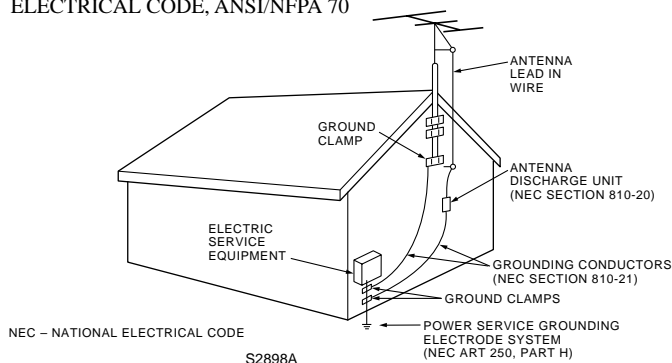 ELECTRICAL CODE, ANSI/NFPA 70
ANTENNA
LEAD IN
WIRE
GROUND
CLAMP
ANTENNA
DISCHARGE UNIT
(NEC SECTION 810-20)
ELECTRIC
SERVICE
EQUIPMENT
GROUNDING CONDUCTORS
(NEC SECTION 810-21)
GROUND CLAMPS
POWER SERVICE GROUNDING
ELECTRODE SYSTEM
(NEC ART 250, PART H)
NEC – NATIONAL ELECTRICAL CODE
S2898A